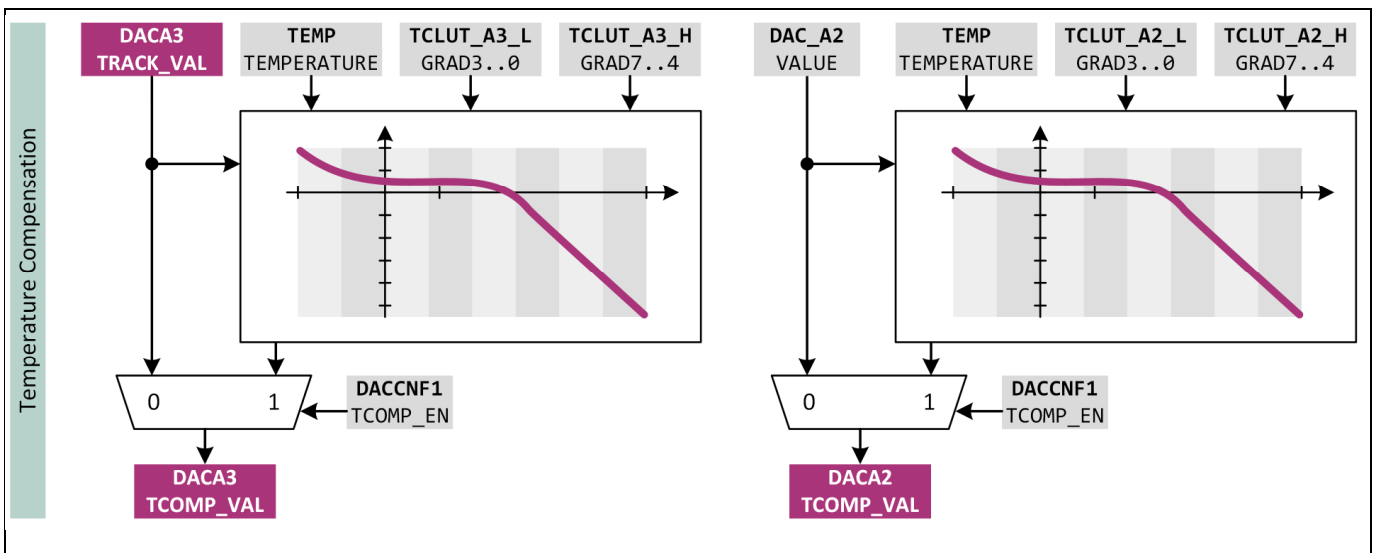 Temperature Compensation
DACA3
TRACK_VAL
TEMP
TEMPERATURE
TCLUT_A3_L
GRAD3..0
TCLUT_A3_H
GRAD7..4
0
1
DACCNF1
TCOMP_EN
DACA3
TCOMP_VAL
DAC_A2
VALUE
TEMP
TEMPERATURE
TCLUT_A2_L
GRAD3..0
TCLUT_A2_H
GRAD7..4
0
1
DACCNF1
TCOMP_EN
DACA2
TCOMP_VAL